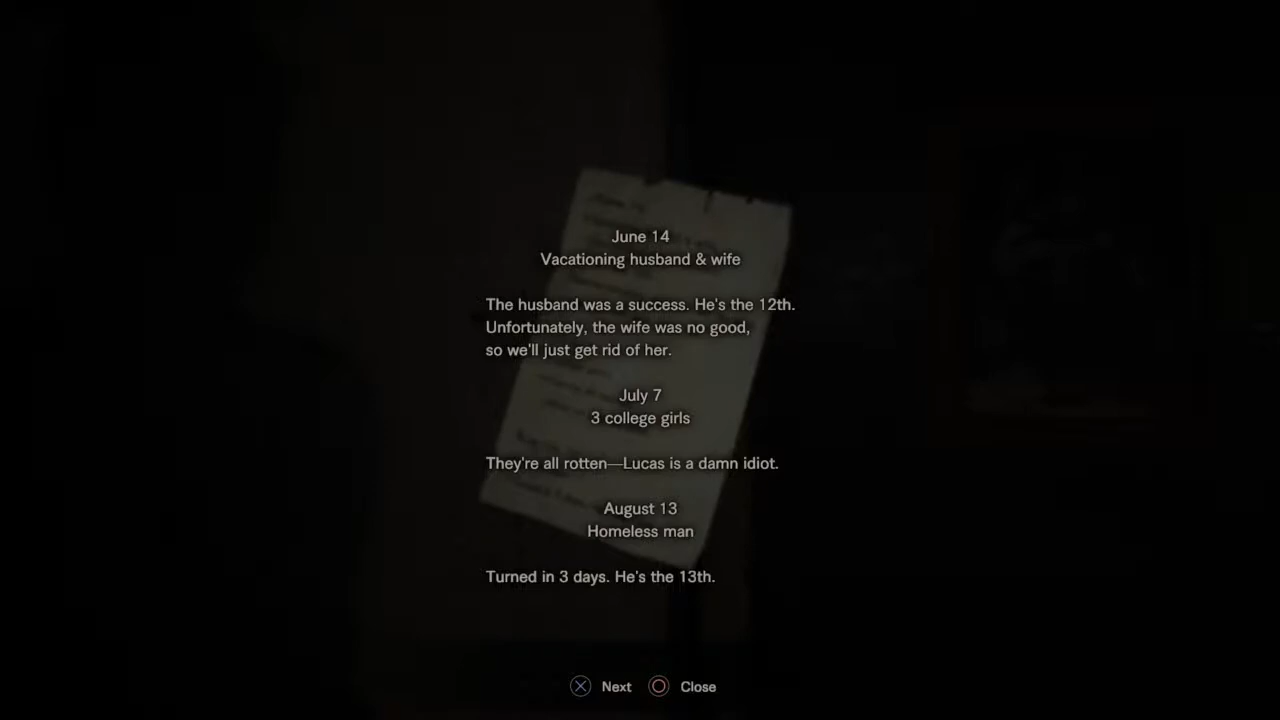 June 14
Vacationing husband & wife
The husband was a success. He's the 12th.
Unfortunately, the wife was no good,
so we'll just get rid of her.
July 7
3 college girls
They're all rotten—Lucas is a damn idiot.
August 13
Homeless man
Turned in 3 days. He's the 13th.
Next
Close